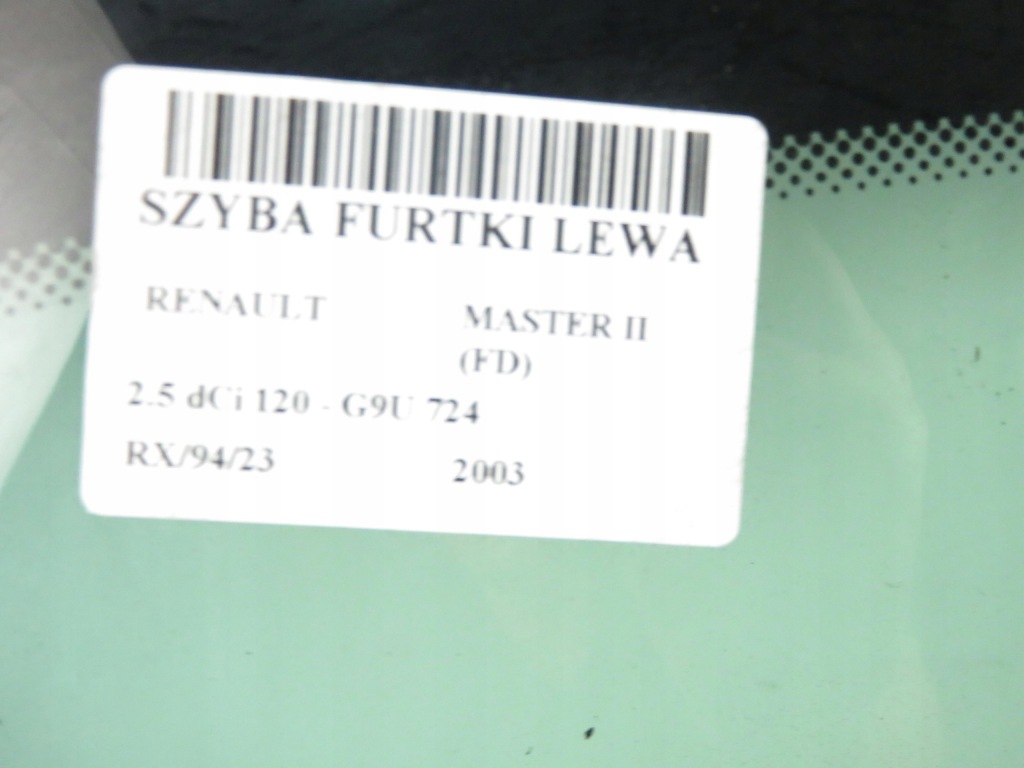 SZYBA FURTKI LEWA
RENAULT MASTER II
(FD)
2.5 dCi 120 - G9U 724
RX/94/23 2003